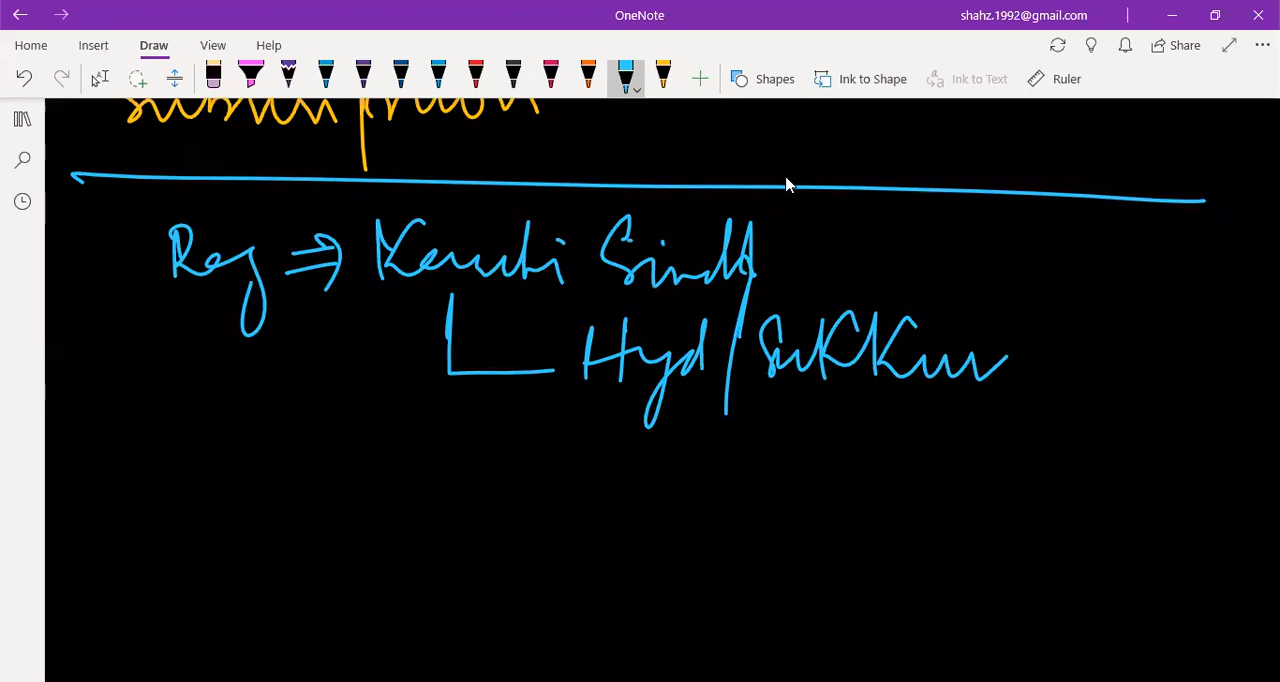 OneNote
shahz.1992@gmail.com
Home Insert Draw View Help
Share
Shapes Ink to Shape Ink to Text Ruler
Reg ⇒ Karachi Sindh
Hyd/Sukkur